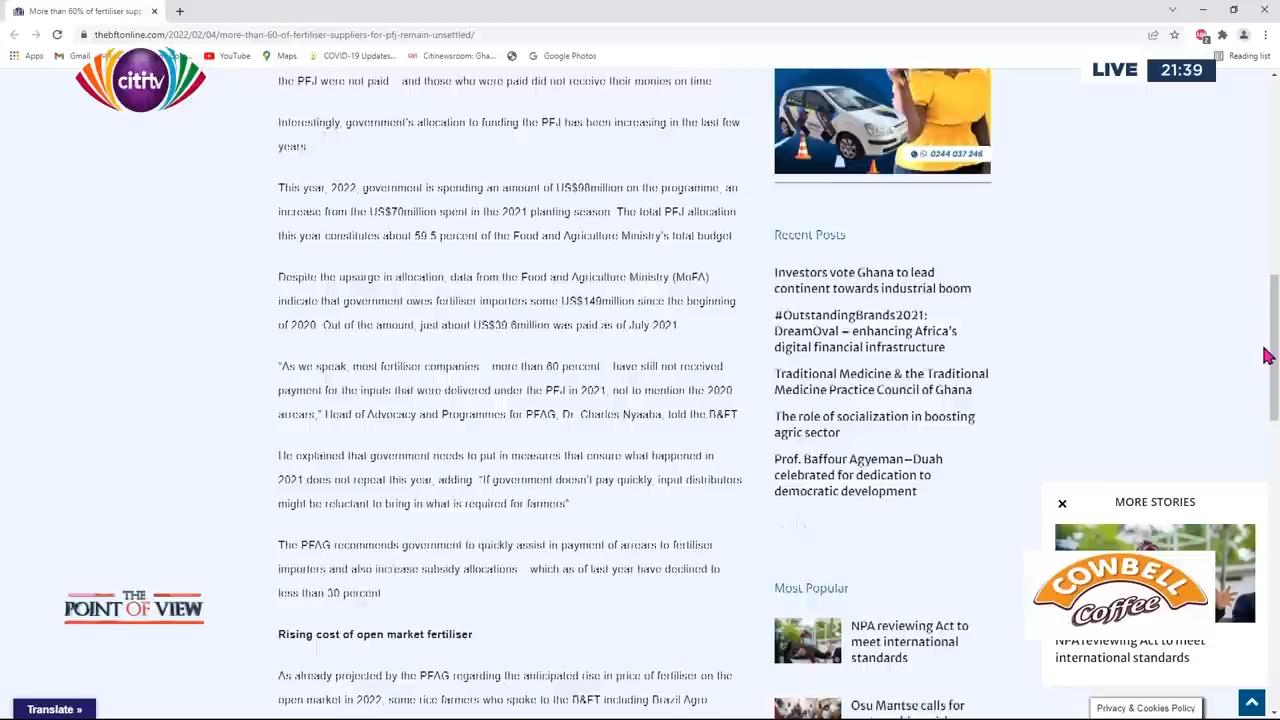 More than 60% of fertiliser supp
thebftonline.com/2022/02/04/more-than-60-of-fertiliser-suppliers-for-pfj-remain-unsettled/
Apps
Gmail
YouTube
Maps
COVID-19 Updates...
Citinewsroom: Gha...
Google Photos
Reading list
citi tv
LIVE 21:39
the PFJ were not paid
those who were paid did not receive their monies on time
Interestingly, government's allocation to funding the PFJ has been increasing in the last few
years
This year, 2022, government is spending an amount of US$98million on the programme, an
increase from the US$70million spent in the 2021 planting season. The total PFJ allocation
this year constitutes about 59.5 percent of the Food and Agriculture Ministry's total budget
Despite the upsurge in allocation, data from the Food and Agriculture Ministry (MoFA)
indicate that government owes fertiliser importers some US$149million since the beginning
of 2020. Out of the amount, just about US$39.6million was paid as of July 2021
“As we speak, most fertiliser companies – more than 60 percent – have still not received
payment for the inputs that were delivered under the PFJ in 2021, not to mention the 2020
arrears,” Head of Advocacy and Programmes for PFAG, Dr. Charles Nyaaba, told the B&FT
He explained that government needs to put in measures that ensure what happened in
2021 does not repeat this year, adding: “If government doesn't pay quickly, input distributors
might be reluctant to bring in what is required for farmers”
The PFAG recommends government to quickly assist in payment of arrears to fertiliser
importers and also increase subsidy allocations – which as of last year have declined to
less than 30 percent
Rising cost of open market fertiliser
As already projected by the PFAG regarding the anticipated rise in price of fertiliser on the
open market in 2022, some rice farmers who spoke to the B&FT including Brazil Agro
0244 037 246
Recent Posts
Investors vote Ghana to lead
continent towards industrial boom
#OutstandingBrands2021:
DreamOval – enhancing Africa's
digital financial infrastructure
Traditional Medicine & the Traditional
Medicine Practice Council of Ghana
The role of socialization in boosting
agric sector
Prof. Baffour Agyeman–Duah
celebrated for dedication to
democratic development
Most Popular
NPA reviewing Act to
meet international
standards
Osu Mantse calls for
MORE STORIES
COWBELL
Coffee
NPA reviewing Act to meet
international standards
THE
POINT OF VIEW
Translate »
Privacy & Cookies Policy